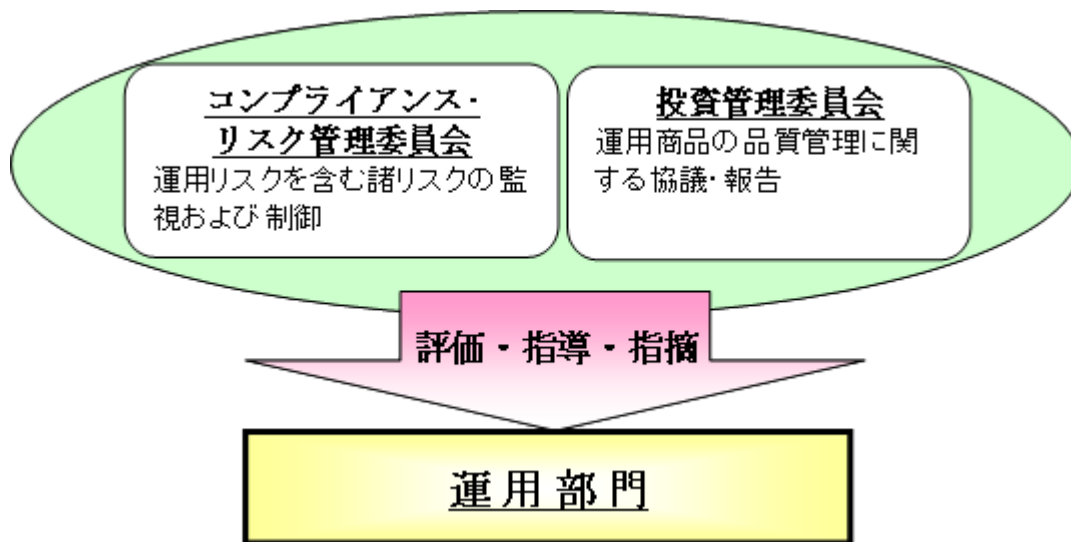 コンプライアンス・
リスク管理委員会
運用リスクを含む諸リスクの監
視および制御
投資管理委員会
運用商品の品質管理に関
する協議・報告
評価・指導・指摘
運用部門